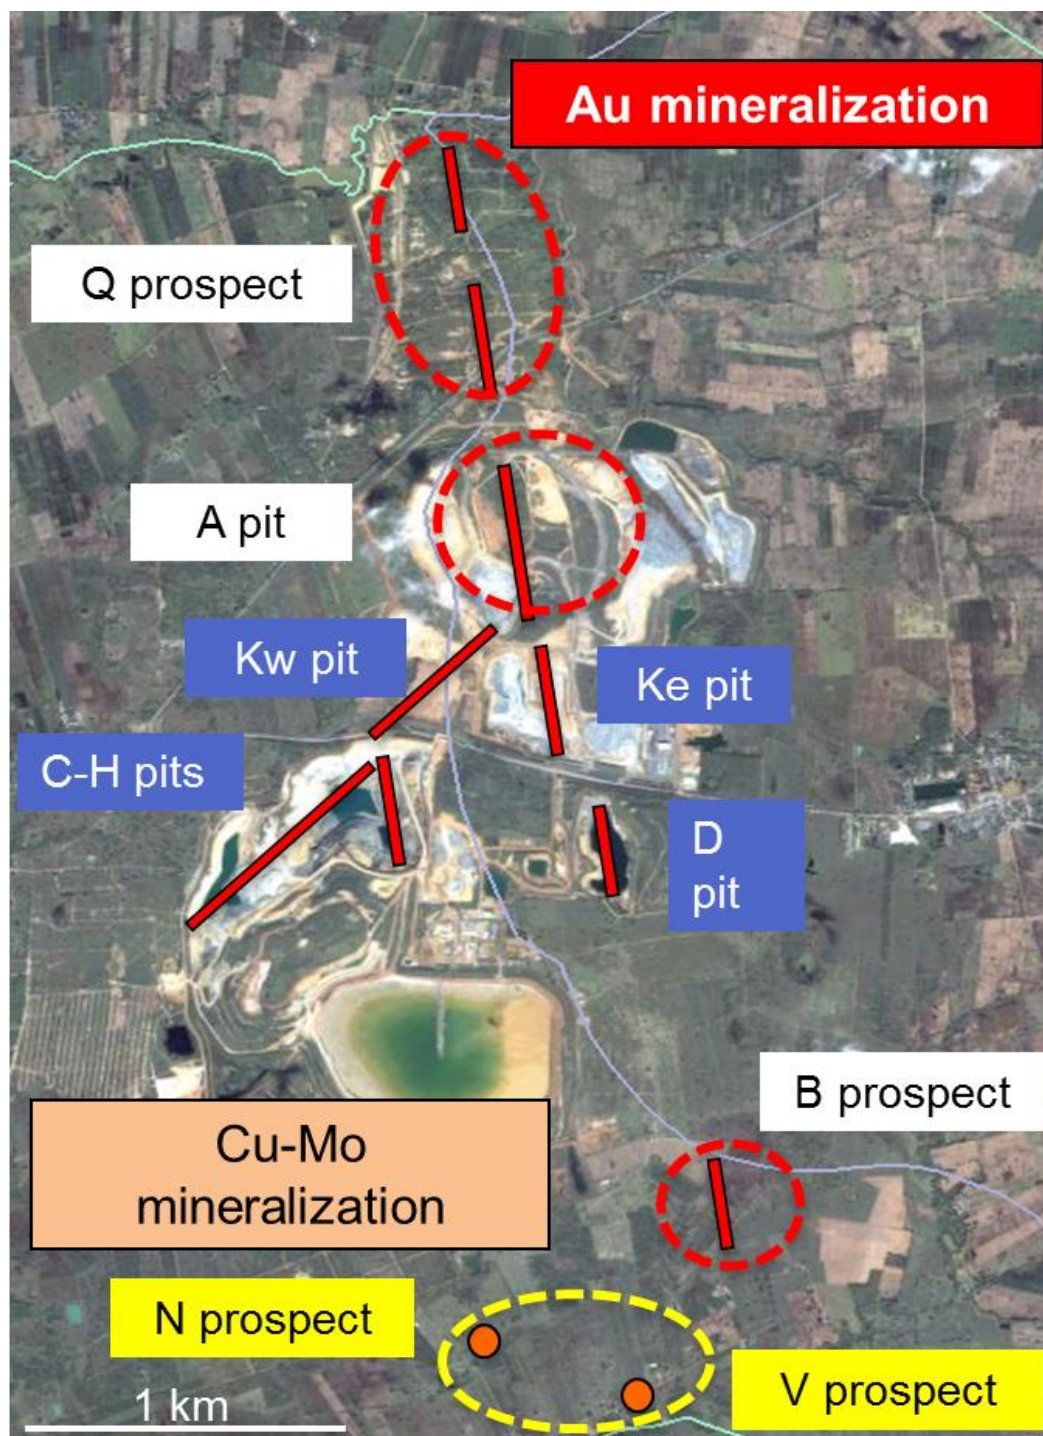 Au mineralization
Q prospect
A pit
Kw pit
Ke pit
C-H pits
D
pit
B prospect
Cu-Mo
mineralization
N prospect
V prospect
1 km